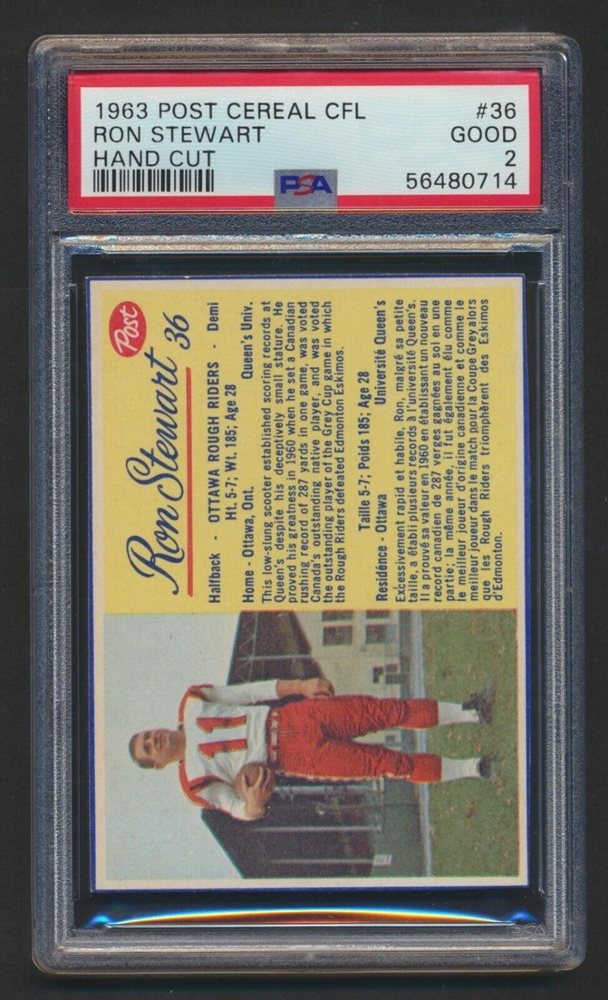 1963 POST CEREAL CFL #36
RON STEWART GOOD
HAND CUT 2
PSA 56480714
Post
Ron Stewart 36
Halfback - OTTAWA ROUGH RIDERS Demi
Ht. 5-7; Wt. 185; Age 28
Home - Ottawa, Ont. Queen's Univ.
This low-slung scooter established scoring records at
Queen's despite his deceptively small stature. He
proved his greatness in 1960 when he set a Canadian
rushing record of 287 yards in one game, was voted
Canada's outstanding native player, and was voted
the outstanding player of the Grey Cup game in which
the Rough Riders defeated Edmonton Eskimos.
Taille 5-7; Poids 185; Age 28
Residénce - Ottawa Université Queen's
Excessivement rapid et habile, Ron, malgré sa petite
taille, a établi plusieurs records à l'université Queen's.
Il a prouvé sa valeur en 1960 en établissant un nouveau
record canadien de 287 verges gagnées au sol en une
partie; la même année, il fut également élu comme
le meilleur joueur d'origine canadienne et comme le
meilleur joueur dans le match pour la Coupe Grey alors
que les Rough Riders triomphèrent des Eskimos
d'Edmonton.
11
PSA